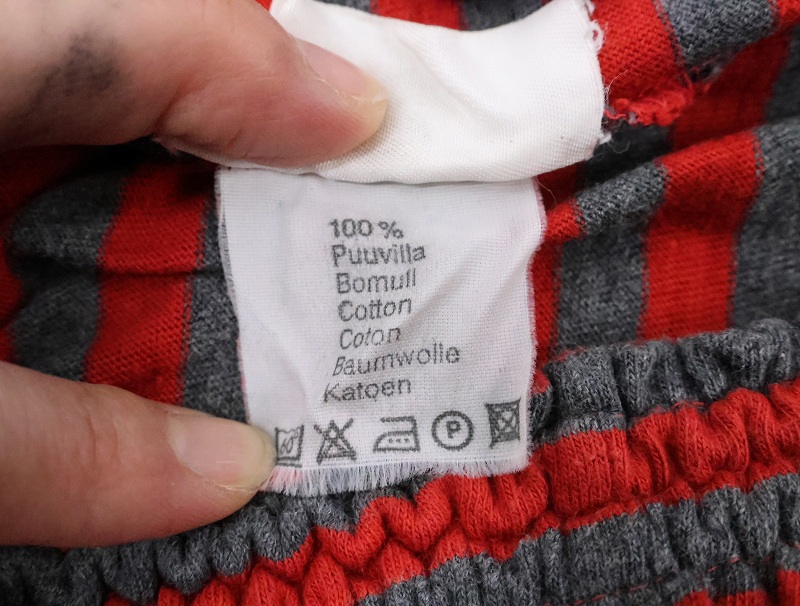 100%
Puuvilla
Bomull
Cotton
Coton
Baumwolle
Katoen
P